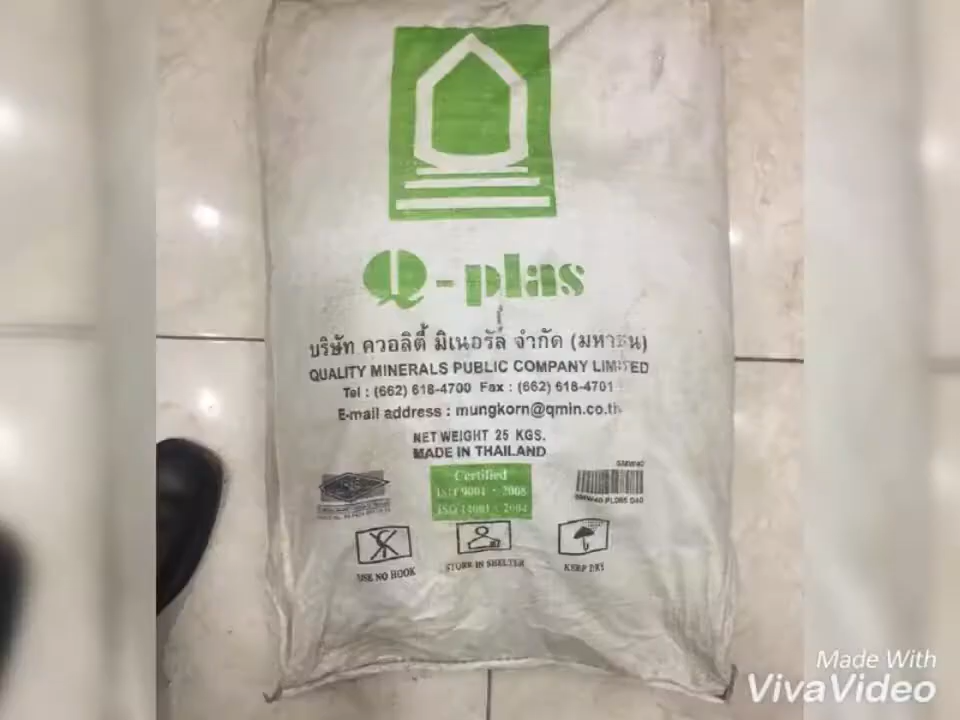 Q-plas
บริษัท ควอลิตี้ มิเนอรัล จำกัด (มหาชน)
QUALITY MINERALS PUBLIC COMPANY LIMITED
Tel : (662) 618-4700 Fax : (662) 618-4701
E-mail address : mungkorn@qmin.co.th
NET WEIGHT 25 KGS.
MADE IN THAILAND
Certified
ISO 9001 : 2008
ISO 14001 : 2004
USE NO HOOK
STORE IN SHELTER
KEEP DRY
Made With
VivaVideo